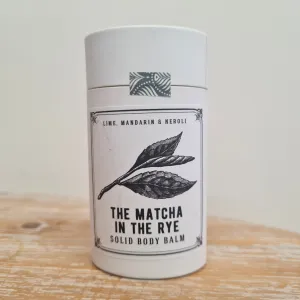 LIME, MANDARIN & NEROLI
THE MATCHA
IN THE RYE
SOLID BODY BALM